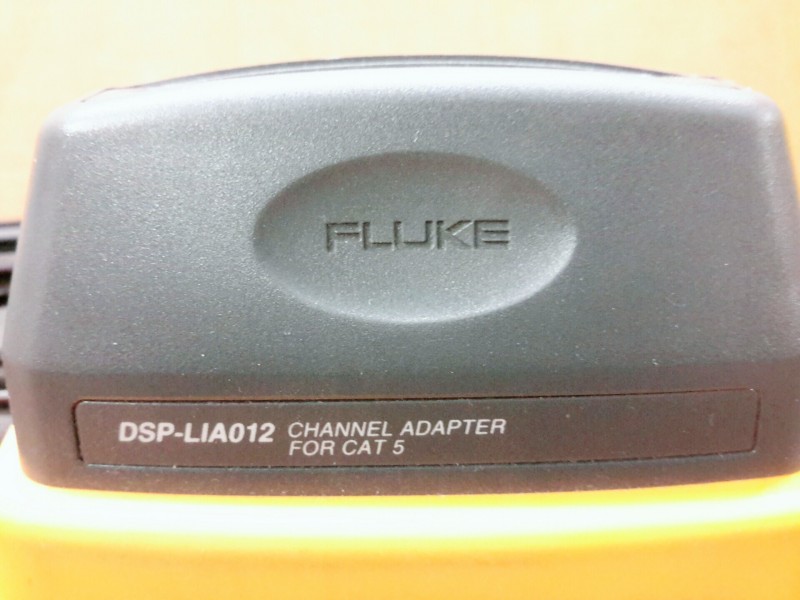 FLUKE
DSP-LIA012 CHANNEL ADAPTER
FOR CAT 5